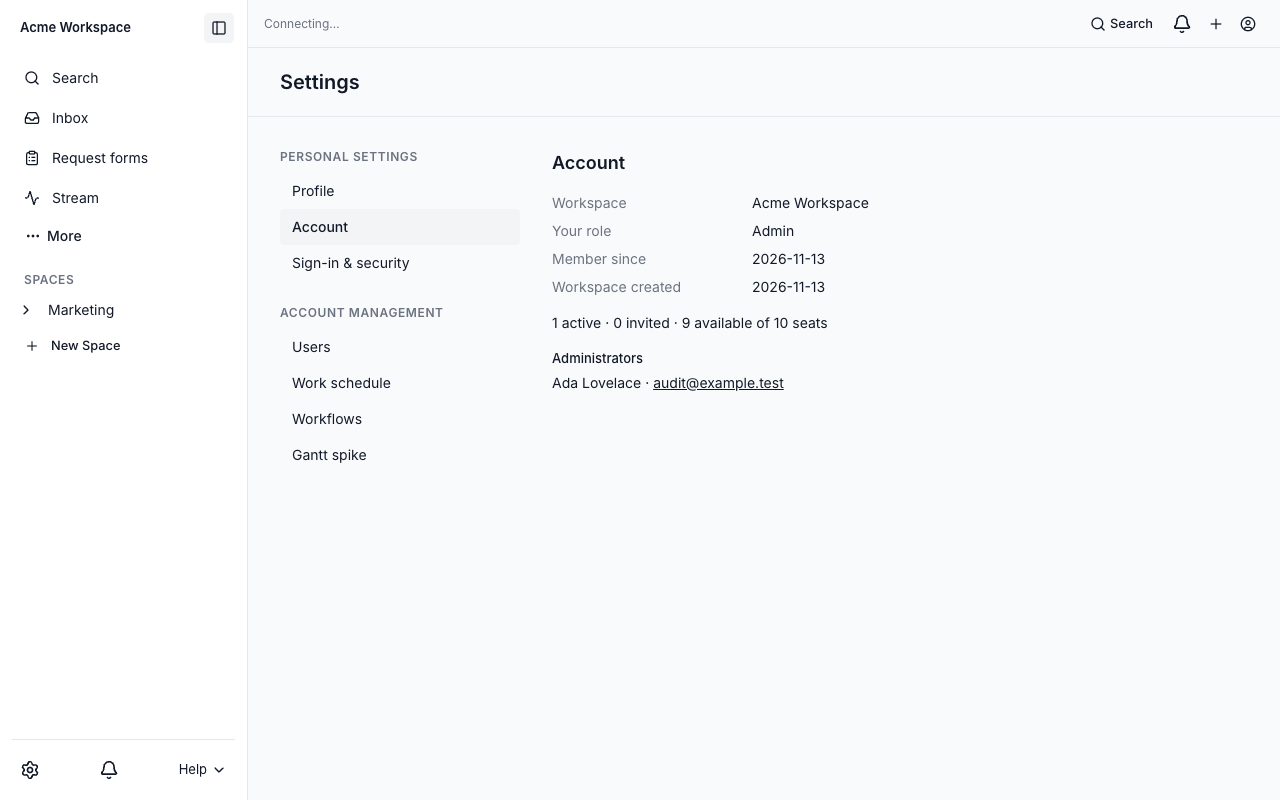 Acme Workspace
Search
Inbox
Request forms
Stream
More
SPACES
Marketing
New Space
Help
Connecting...
Search
Settings
PERSONAL SETTINGS
Profile
Account
Sign-in & security
ACCOUNT MANAGEMENT
Users
Work schedule
Workflows
Gantt spike
Account
Workspace Acme Workspace
Your role Admin
Member since 2026-11-13
Workspace created 2026-11-13
1 active · 0 invited · 9 available of 10 seats
Administrators
Ada Lovelace · audit@example.test